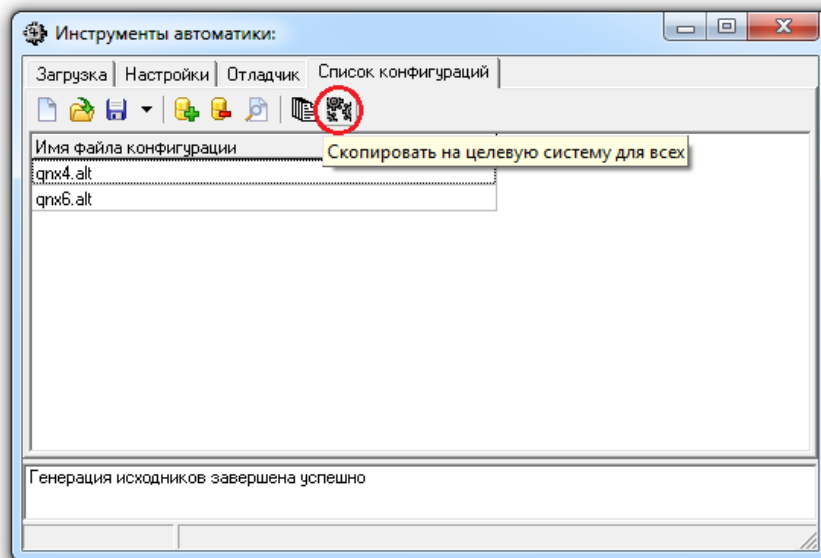 Инструменты автоматики:
Загрузка Настройки Отладчик Список конфигураций
Имя файла конфигурации
Скопировать на целевую систему для всех
qnx4.alt
qnx6.alt
Генерация исходников завершена успешно